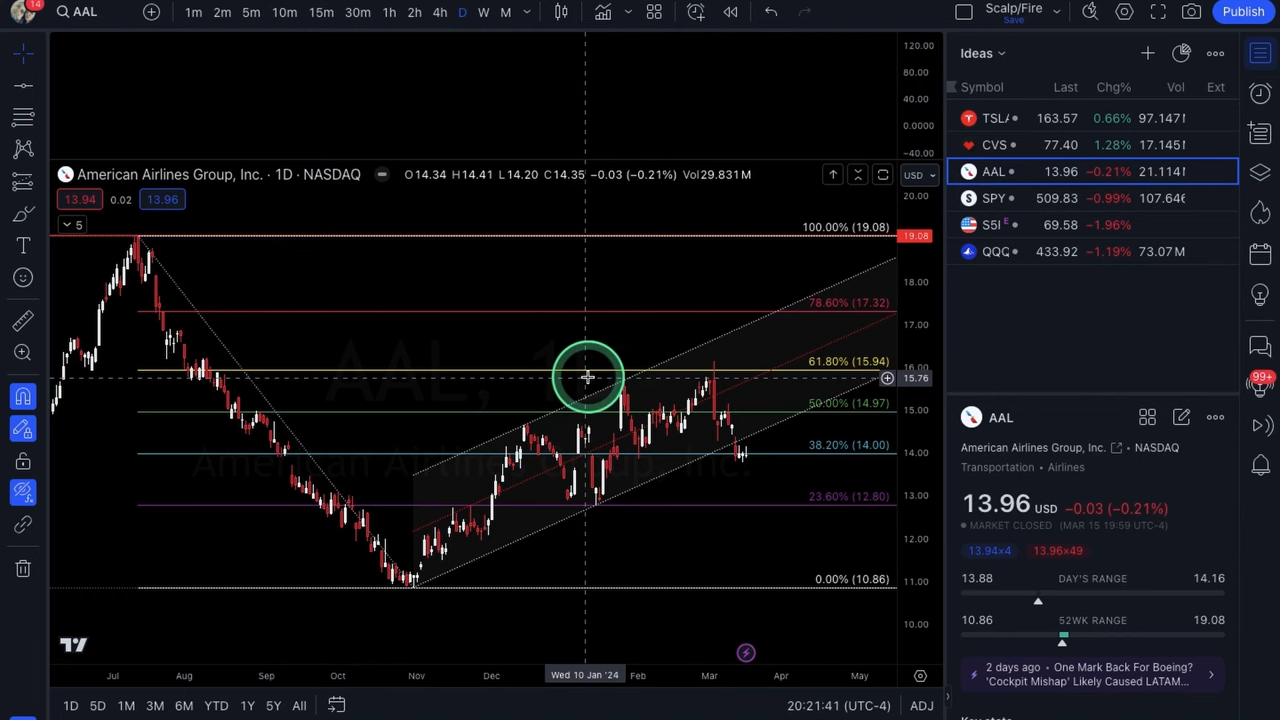 14
AAL
1m 2m 5m 10m 15m 30m 1h 2h 4h D W M
Scalp/Fire
Save
Publish
120.00
80.00
40.00
0.0000
−40.00
American Airlines Group, Inc. · 1D · NASDAQ
O14.34 H14.41 L14.20 C14.35 −0.03 (−0.21%) Vol29.831M
USD
13.94 0.02 13.96
5
20.00
100.00% (19.08)
19.08
18.00
78.60% (17.32)
17.00
61.80% (15.94)
16.00
15.76
50.00% (14.97)
15.00
38.20% (14.00)
14.00
23.60% (12.80)
13.00
12.00
0.00% (10.86)
11.00
10.00
AAL, 1D
American Airlines Group, Inc.
Jul Aug Sep Oct Nov Dec Wed 10 Jan '24 Feb Mar Apr May
1D 5D 1M 3M 6M YTD 1Y 5Y All
20:21:41 (UTC-4) ADJ
Ideas
Symbol Last Chg% Vol Ext
TSLA 163.57 0.66% 97.147M
CVS 77.40 1.28% 17.145M
AAL 13.96 −0.21% 21.114M
SPY 509.83 −0.99% 107.646
S5I E 69.58 −1.96%
QQQ 433.92 −1.19% 73.07M
99+
AAL
American Airlines Group, Inc. • NASDAQ
Transportation • Airlines
13.96 USD −0.03 (−0.21%)
MARKET CLOSED (MAR 15 19:59 UTC-4)
13.94×4 13.96×49
13.88 DAY'S RANGE 14.16
10.86 52WK RANGE 19.08
2 days ago • One Mark Back For Boeing?
'Cockpit Mishap' Likely Caused LATAM...